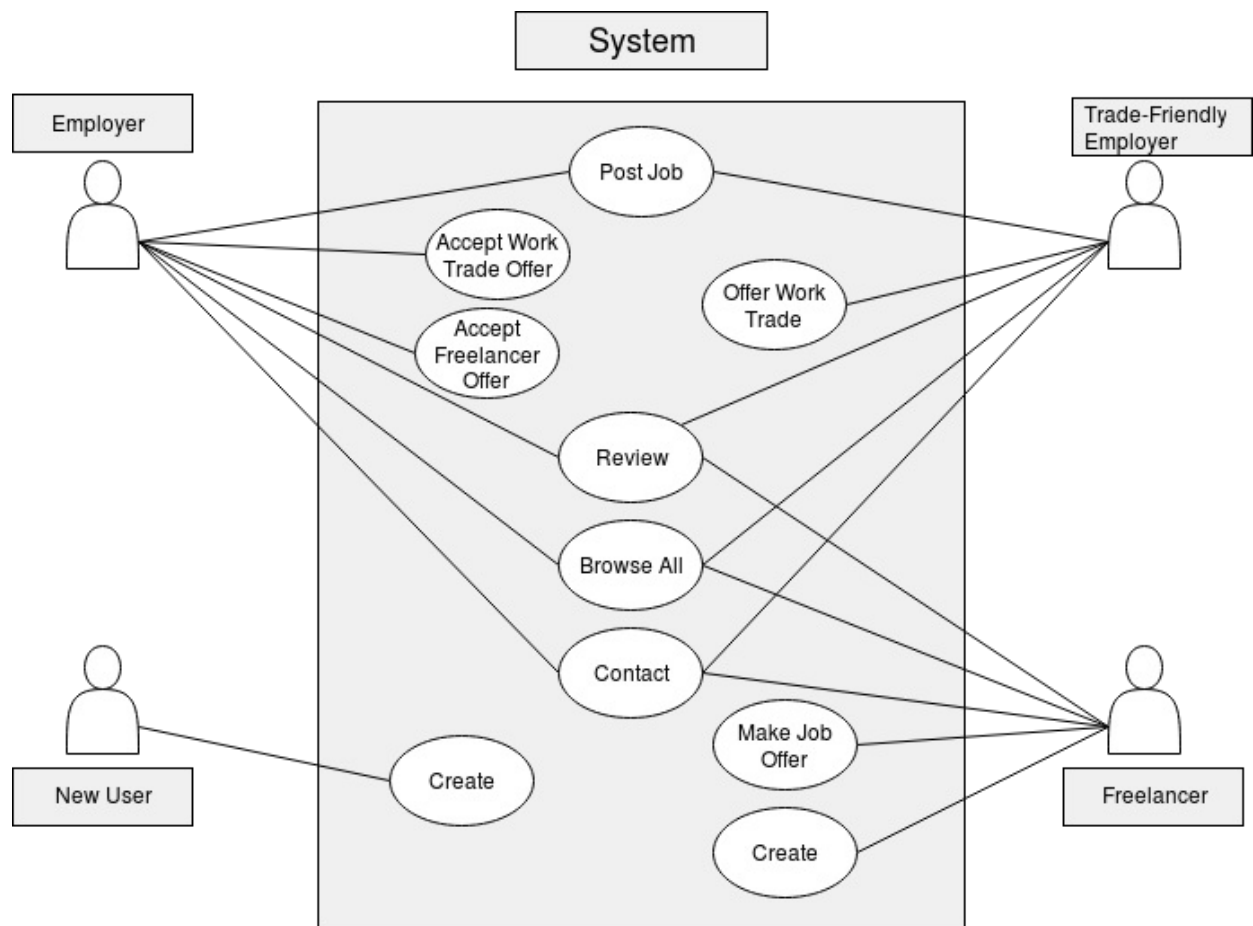 System
Employer
Trade-Friendly
Employer
Post Job
Accept Work
Trade Offer
Offer Work
Trade
Accept
Freelancer
Offer
Review
Browse All
Contact
Make Job
Offer
Create
New User
Freelancer
Create